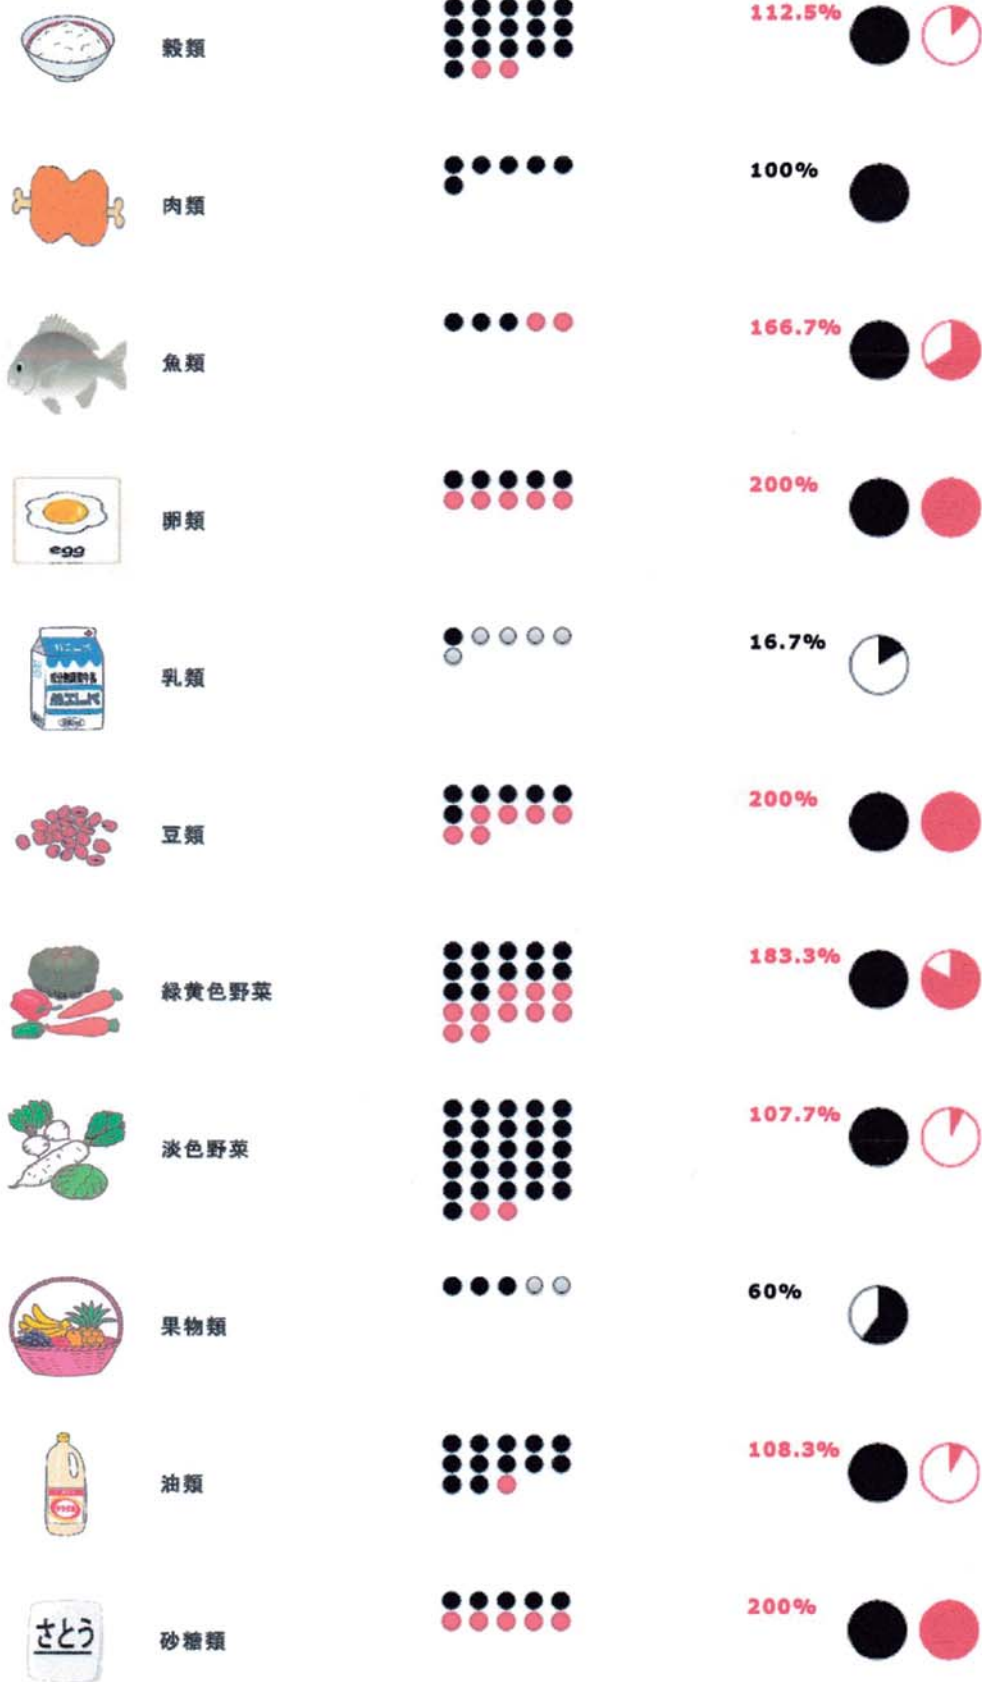 穀類
112.5%
肉類
100%
魚類
166.7%
卵類
200%
egg
乳類
16.7%
豆類
200%
緑黄色野菜
183.3%
淡色野菜
107.7%
果物類
60%
油類
108.3%
砂糖類
200%
さとう